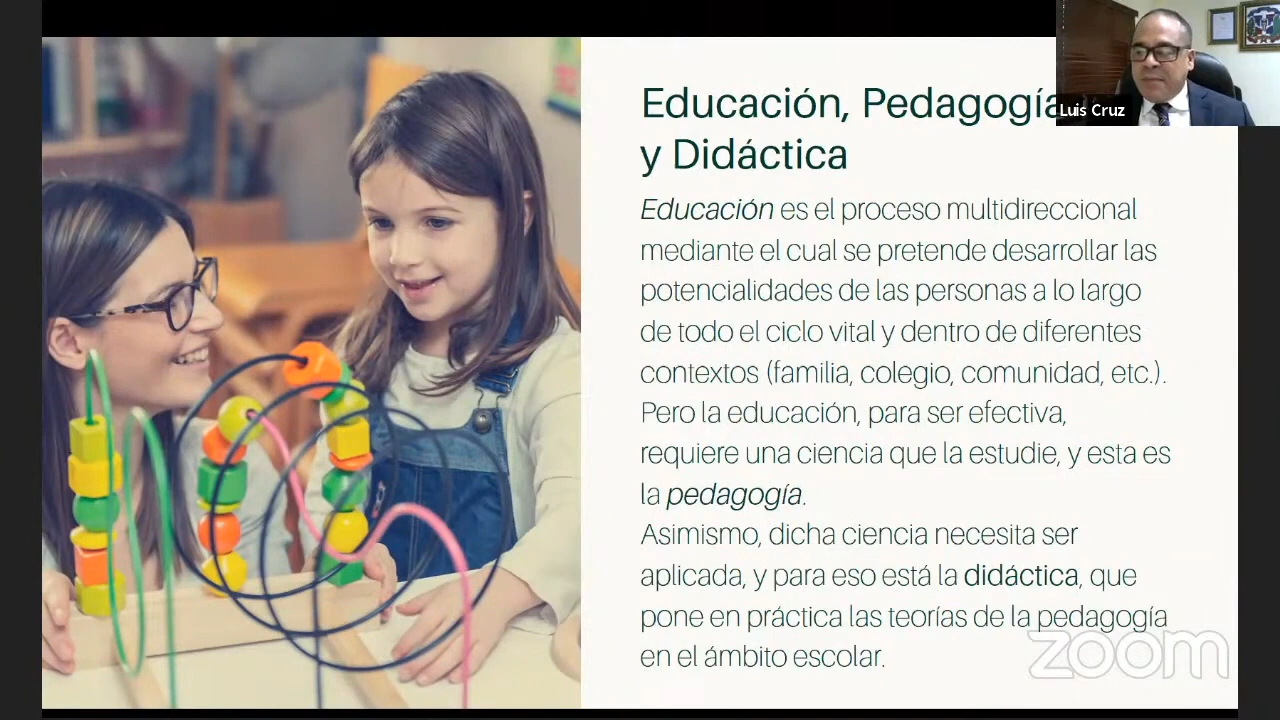 Educación, Pedagogía
y Didáctica
Luis Cruz
Educación es el proceso multidireccional
mediante el cual se pretende desarrollar las
potencialidades de las personas a lo largo
de todo el ciclo vital y dentro de diferentes
contextos (familia, colegio, comunidad, etc.).
Pero la educación, para ser efectiva,
requiere una ciencia que la estudie, y esta es
la pedagogía.
Asimismo, dicha ciencia necesita ser
aplicada, y para eso está la didáctica, que
pone en práctica las teorías de la pedagogía
en el ámbito escolar.
zoom